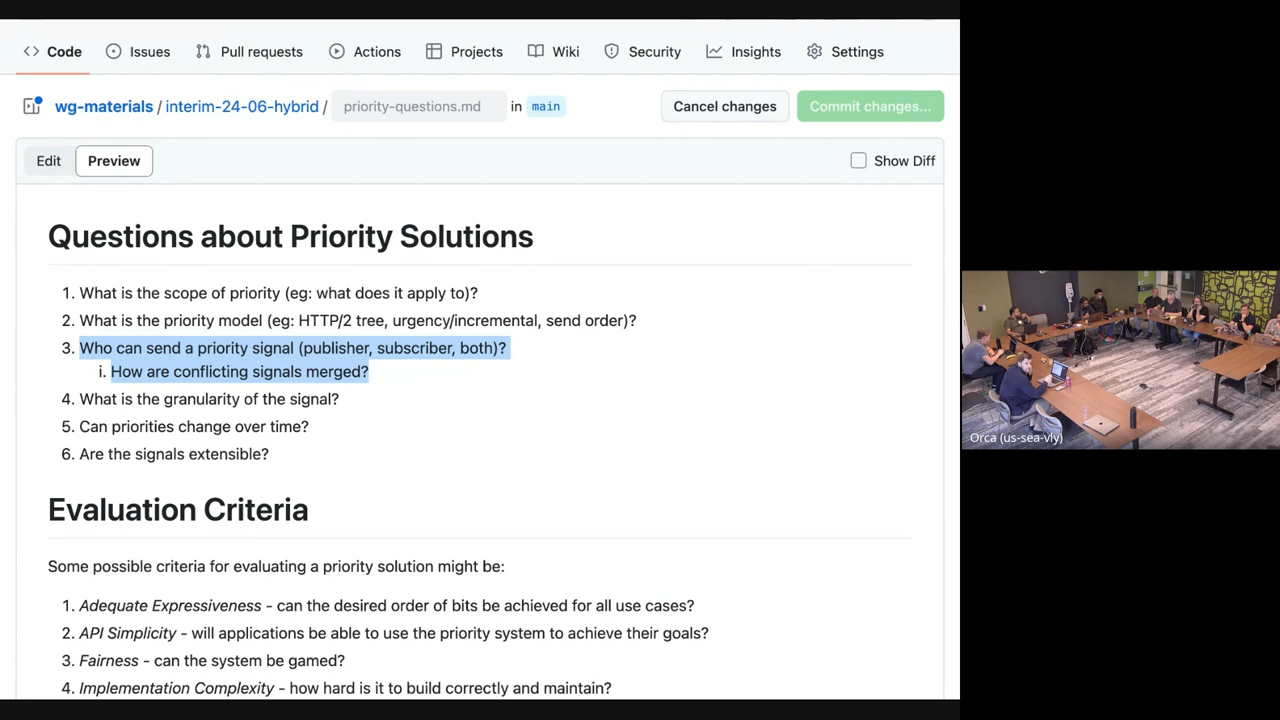 Code
Issues
Pull requests
Actions
Projects
Wiki
Security
Insights
Settings
wg-materials / interim-24-06-hybrid / priority-questions.md in main
Cancel changes
Commit changes...
Edit
Preview
Show Diff
Questions about Priority Solutions
1. What is the scope of priority (eg: what does it apply to)?
2. What is the priority model (eg: HTTP/2 tree, urgency/incremental, send order)?
3. Who can send a priority signal (publisher, subscriber, both)?
i. How are conflicting signals merged?
4. What is the granularity of the signal?
5. Can priorities change over time?
6. Are the signals extensible?
Evaluation Criteria
Some possible criteria for evaluating a priority solution might be:
1. Adequate Expressiveness - can the desired order of bits be achieved for all use cases?
2. API Simplicity - will applications be able to use the priority system to achieve their goals?
3. Fairness - can the system be gamed?
4. Implementation Complexity - how hard is it to build correctly and maintain?
Orca (us-sea-vly)